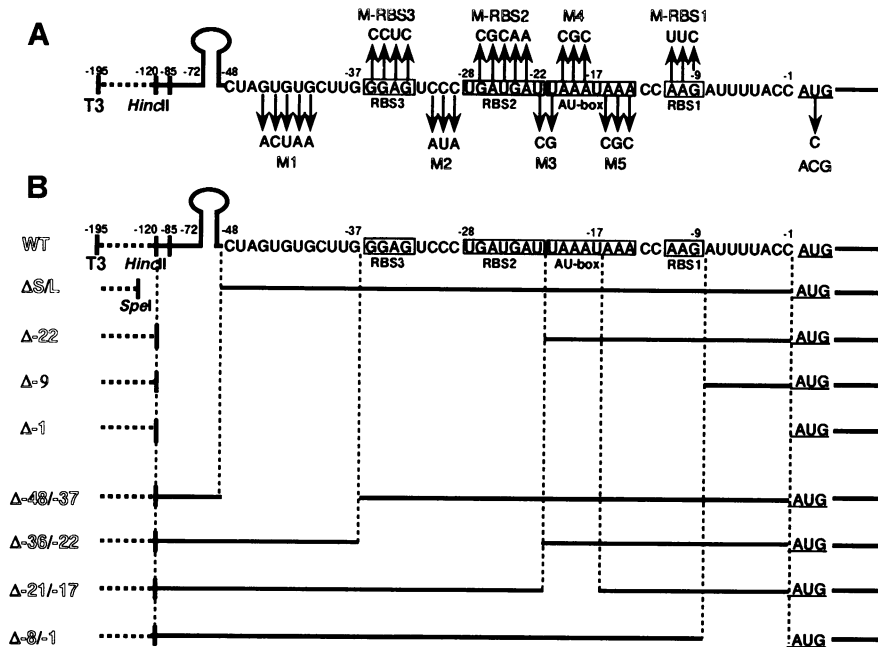 A
M-RBS3 M-RBS2 M4 M-RBS1
CCUC CGCAA CGC UUC
-195 -120 -85 -72 -48 -37 -28 -22 -17 -9 -1
CUAGUGUGCUUG GGAG UCCC UGAUGAU UAAAUAAA CC AAG AUUUUACC AUG
T3 HincII RBS3 RBS2 AU-box RBS1
ACUAA AUA CG CGC C
M1 M2 M3 M5 ACG
B
-195 -120 -85 -72 -48 -37 -28 -17 -9 -1
WT CUAGUGUGCUUG GGAG UCCC UGAUGAU UAAAUAAA CC AAG AUUUUACC AUG
T3 HincII RBS3 RBS2 AU-box RBS1
ΔS/L AUG
SpeI
Δ-22 AUG
Δ-9 AUG
Δ-1 AUG
Δ-48/-37 AUG
Δ-36/-22 AUG
Δ-21/-17 AUG
Δ-8/-1 AUG